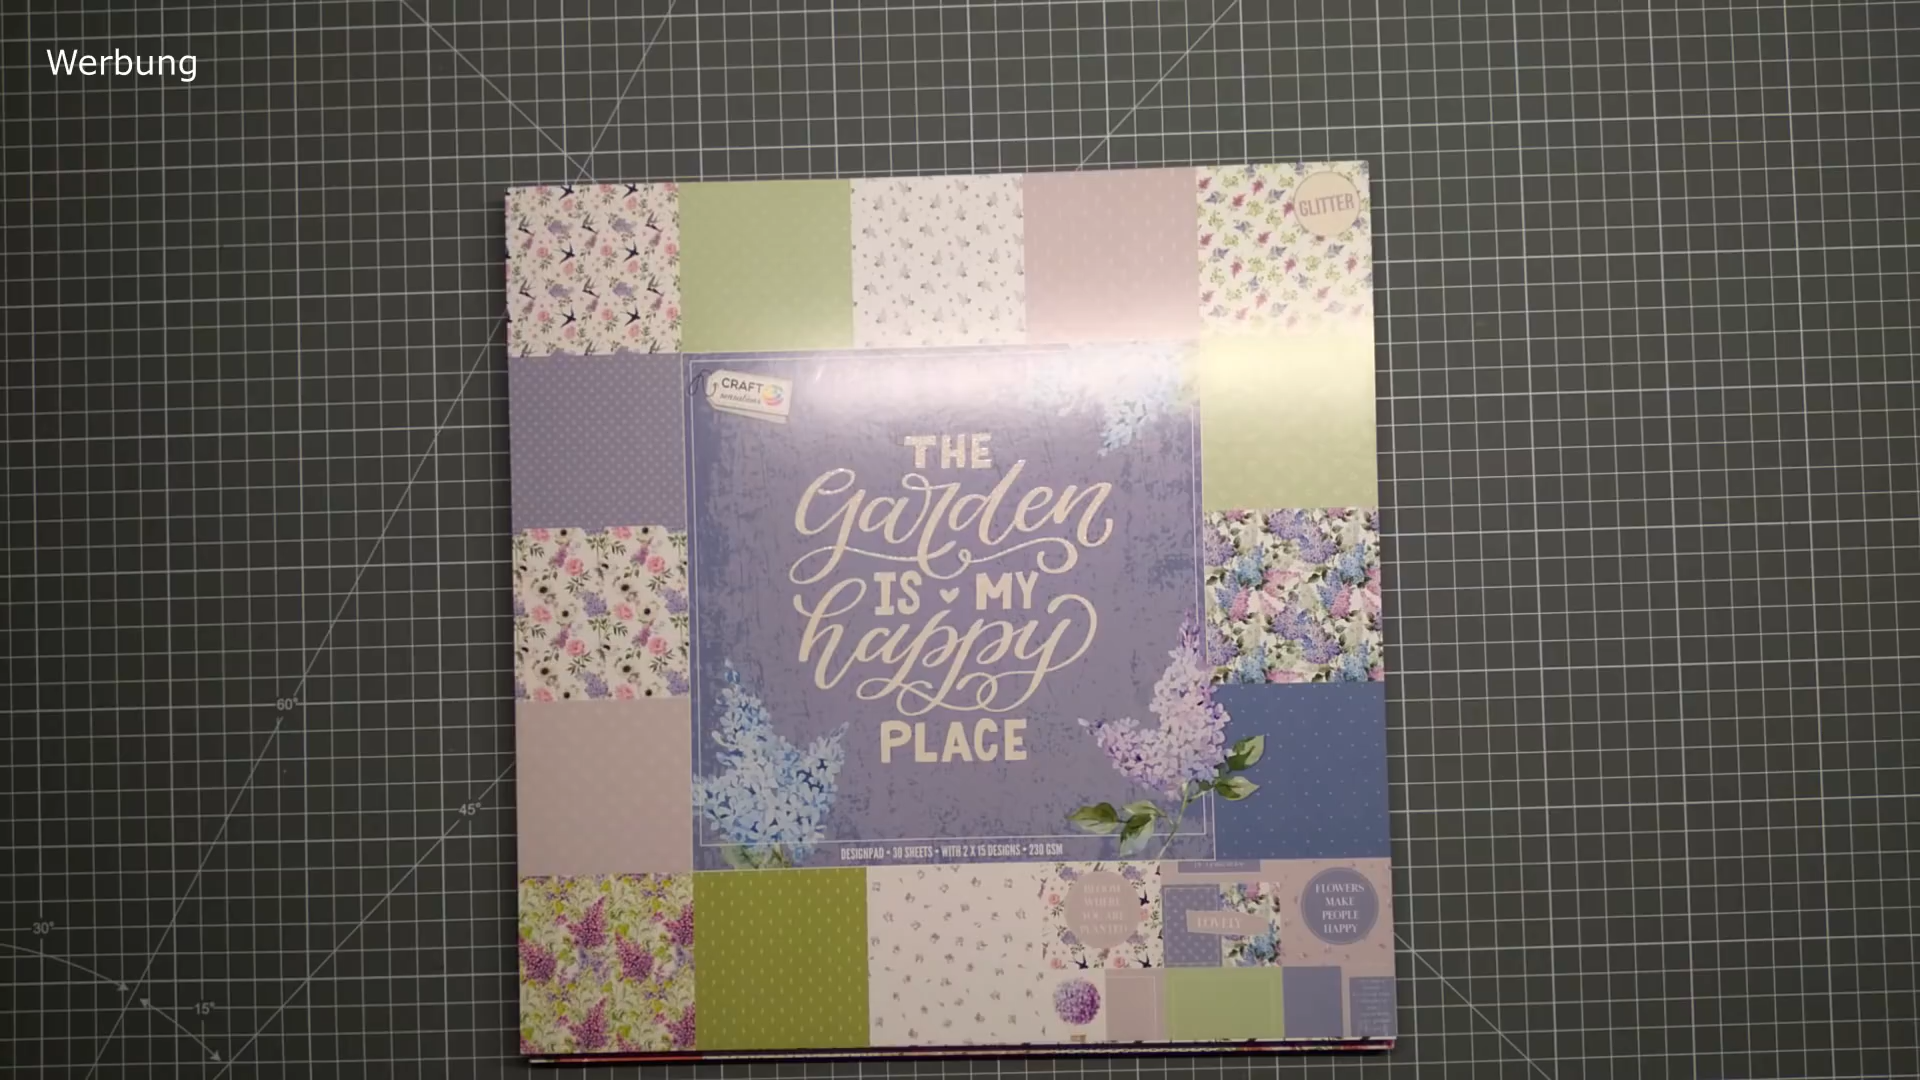 Werbung
GLITTER
CRAFT
sensations
THE
Garden
IS MY
happy
PLACE
DESIGNPAD • 30 SHEETS • WITH 2 X 15 DESIGNS • 230 GSM
BLOOM
WHERE
YOU ARE
PLANTED
LOVELY
FLOWERS
MAKE
PEOPLE
HAPPY
60°
45°
30°
15°